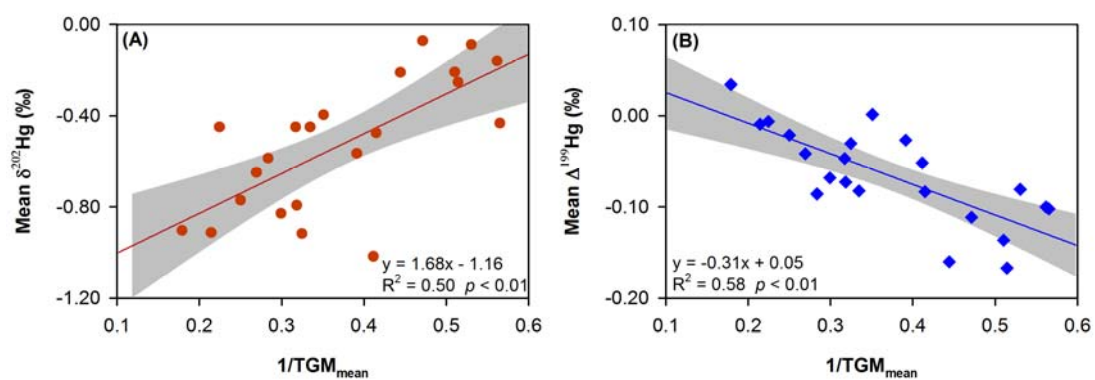 (A)
Mean δ²⁰²Hg (‰)
0.00
-0.40
-0.80
-1.20
y = 1.68x - 1.16
R² = 0.50 p < 0.01
0.1 0.2 0.3 0.4 0.5 0.6
1/TGMmean
(B)
Mean Δ¹⁹⁹Hg (‰)
0.10
0.00
-0.10
-0.20
y = -0.31x + 0.05
R² = 0.58 p < 0.01
0.1 0.2 0.3 0.4 0.5 0.6
1/TGMmean